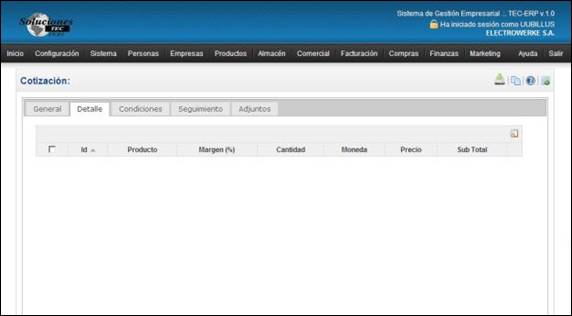 Sistema de Gestión Empresarial .:. TEC-ERP v.1.0
Soluciones
TEC
Ha iniciado sesión como UUBILLUS
ELECTROWERKE S.A.
Inicio Configuración Sistema Personas Empresas Productos Almacén Comercial Facturación Compras Finanzas Marketing Ayuda Salir
Cotización:
General Detalle Condiciones Seguimiento Adjuntos
Id Producto Margen (%) Cantidad Moneda Precio Sub Total